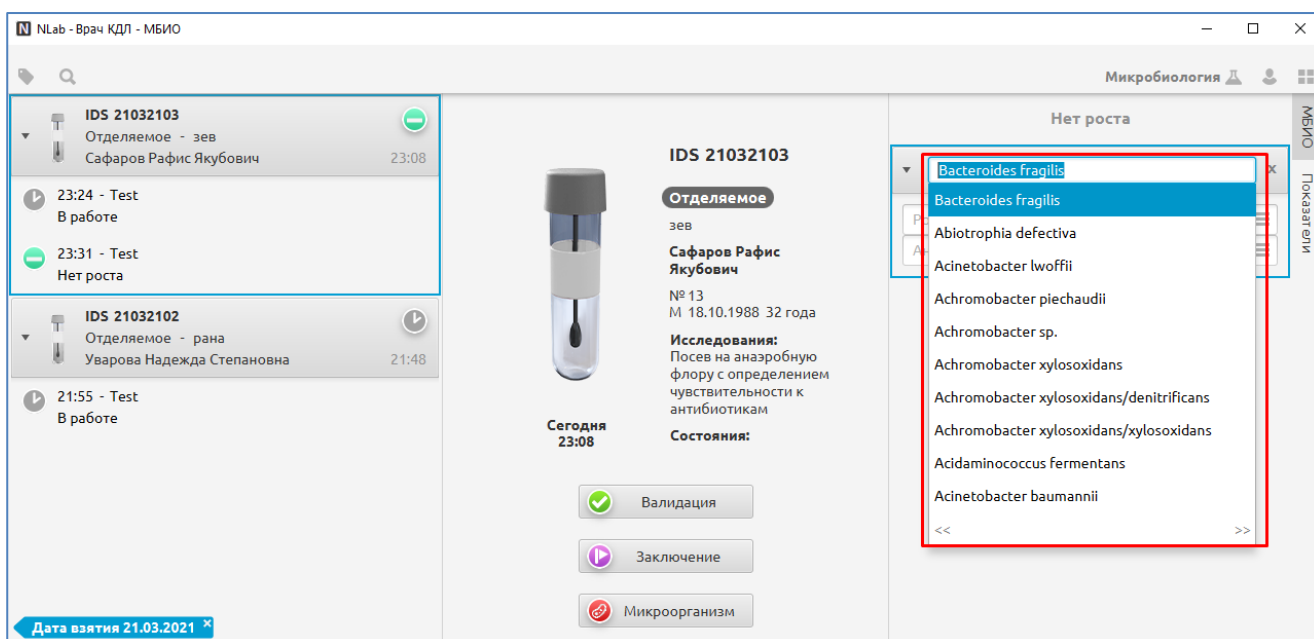 NLab - Врач КДЛ - МБИО
Микробиология
IDS 21032103
Отделяемое - зев
Сафаров Рафис Якубович 23:08
23:24 - Test
В работе
23:31 - Test
Нет роста
IDS 21032102
Отделяемое - рана
Уварова Надежда Степановна 21:48
21:55 - Test
В работе
Дата взятия 21.03.2021 ×
IDS 21032103
Отделяемое
зев
Сафаров Рафис
Якубович
№ 13
М 18.10.1988 32 года
Исследования:
Посев на анаэробную
флору с определением
чувствительности к
антибиотикам
Состояния:
Сегодня
23:08
Валидация
Заключение
Микроорганизм
Нет роста
Bacteroides fragilis x
Bacteroides fragilis
Abiotrophia defectiva
Acinetobacter lwoffii
Achromobacter piechaudii
Achromobacter sp.
Achromobacter xylosoxidans
Achromobacter xylosoxidans/denitrificans
Achromobacter xylosoxidans/xylosoxidans
Acidaminococcus fermentans
Acinetobacter baumannii
<< >>
МБИО
Показатели